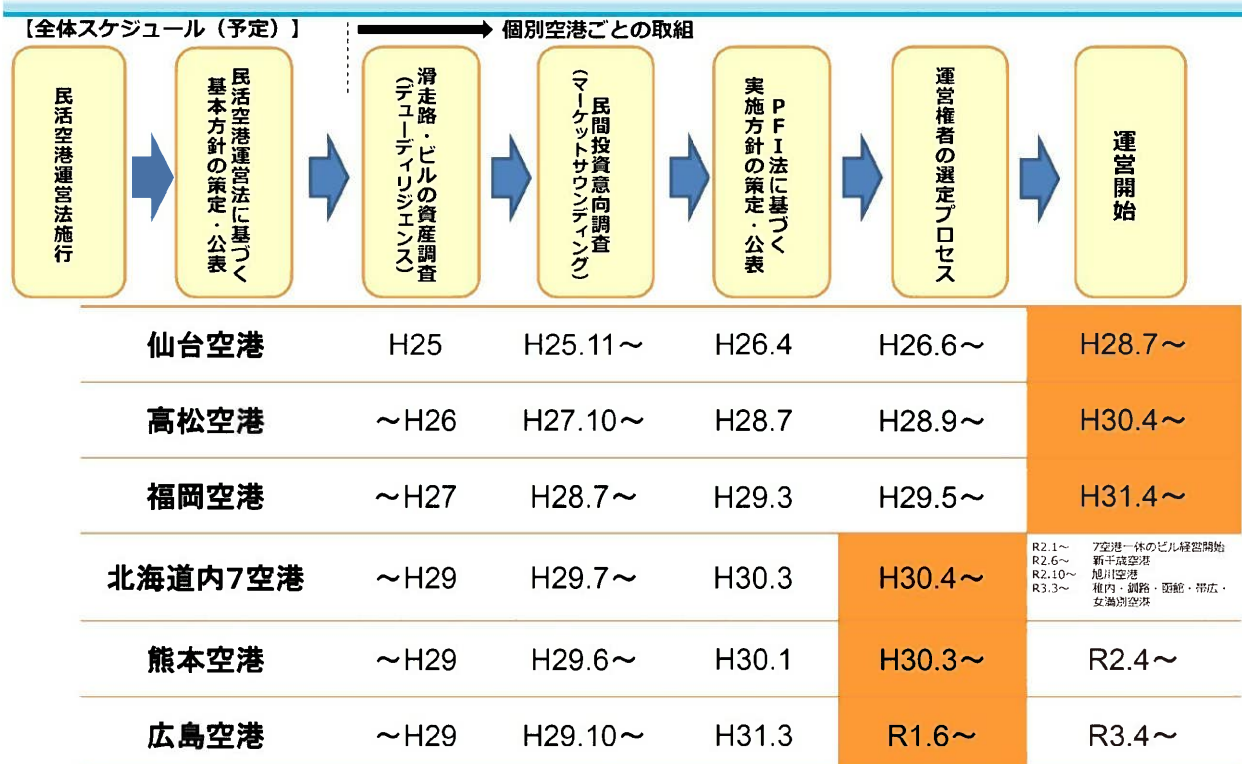 【全体スケジュール（予定）】
個別空港ごとの取組
民活空港運営法施行
民活空港運営法に基づく
基本方針の策定・公表
滑走路・ビルの資産調査
（デューディリジェンス）
民間投資意向調査
（マーケットサウンディング）
PFI法に基づく
実施方針の策定・公表
運営権者の選定プロセス
運営開始
仙台空港 H25 H25.11～ H26.4 H26.6～ H28.7～
高松空港 ～H26 H27.10～ H28.7 H28.9～ H30.4～
福岡空港 ～H27 H28.7～ H29.3 H29.5～ H31.4～
北海道内7空港 ～H29 H29.7～ H30.3 H30.4～
R2.1～ 7空港一体のビル経営開始
R2.6～ 新千歳空港
R2.10～ 旭川空港
R3.3～ 稚内・釧路・函館・帯広・
女満別空港
熊本空港 ～H29 H29.6～ H30.1 H30.3～ R2.4～
広島空港 ～H29 H29.10～ H31.3 R1.6～ R3.4～